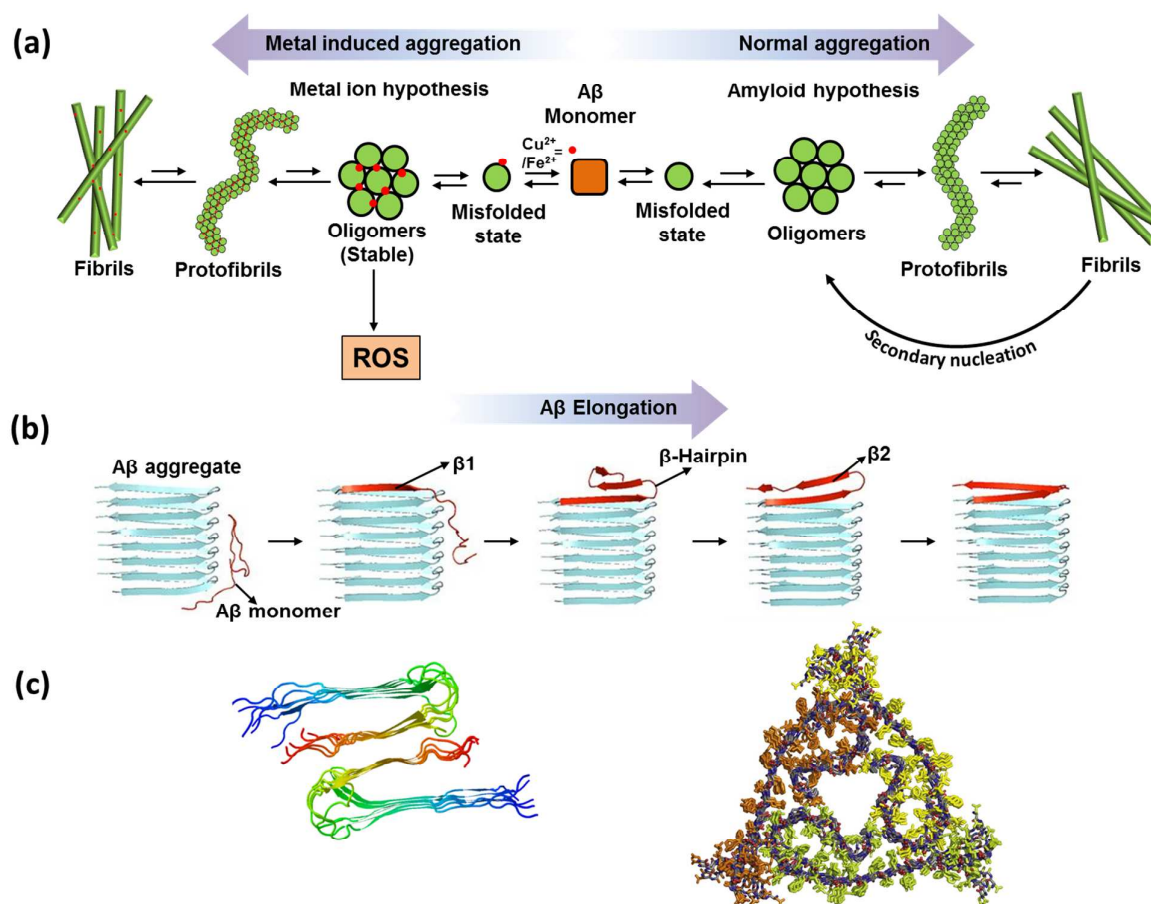 (a)
Metal induced aggregation
Normal aggregation
Metal ion hypothesis
Aβ
Monomer
Amyloid hypothesis
Cu²⁺
/Fe²⁺
=
Misfolded
state
Misfolded
state
Oligomers
(Stable)
Oligomers
Fibrils
Protofibrils
Protofibrils
Fibrils
ROS
Secondary nucleation
(b)
Aβ Elongation
Aβ aggregate
β1
β-Hairpin
β2
Aβ monomer
(c)